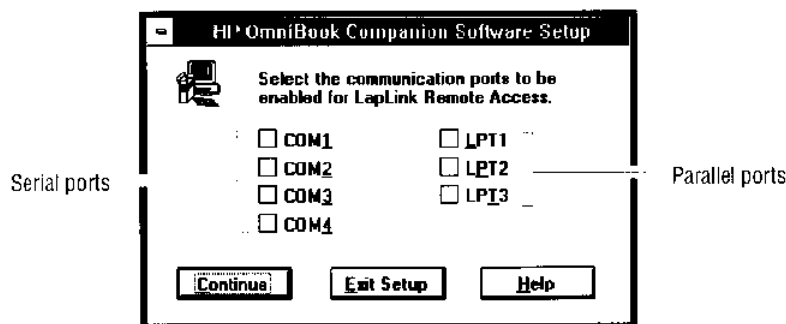 HP OmniBook Companion Software Setup
Select the communication ports to be
enabled for LapLink Remote Access.
COM1 LPT1
COM2 LPT2
Serial ports
Parallel ports
COM3 LPT3
COM4
Continue Exit Setup Help